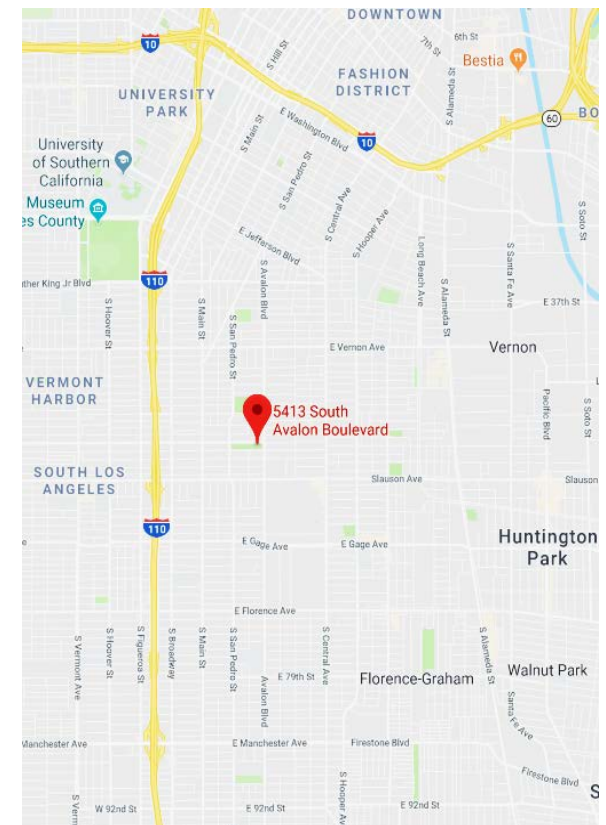 DOWNTOWN
7th St
6th St
10
S Hill St
Bestia
FASHION
DISTRICT
S Alameda St
UNIVERSITY
PARK
60
BO
S Main St
E Washington Blvd
10
University
of Southern
California
S San Pedro St
Museum
es County
S Central Ave
S Hooper Ave
S Soto St
E Jefferson Blvd
Long Beach Ave
S Santa Fe Ave
S Avalon Blvd
S Alameda St
ther King Jr Blvd
110
S Hoover St
S Main St
S San Pedro St
E 37th St
E Vernon Ave
Vernon
VERMONT
HARBOR
Pacific Blvd
S Soto St
L
5413 South
Avalon Boulevard
SOUTH LOS
ANGELES
Slauson Ave
Slauson
110
E Gage Ave
E Gage Ave
Huntington
Park
E Florence Ave
S Vermont Ave
S Hoover St
S Figueroa St
S Broadway
S Main St
S San Pedro St
S Central Ave
S Alameda St
Avalon Blvd
E 79th St
Florence-Graham
Walnut Park
Santa Fe Ave
Manchester Ave
E Manchester Ave
Firestone Blvd
Firestone Blvd
S
S Verm
W 92nd St
E 92nd St
S Hooper Av
E 92nd St